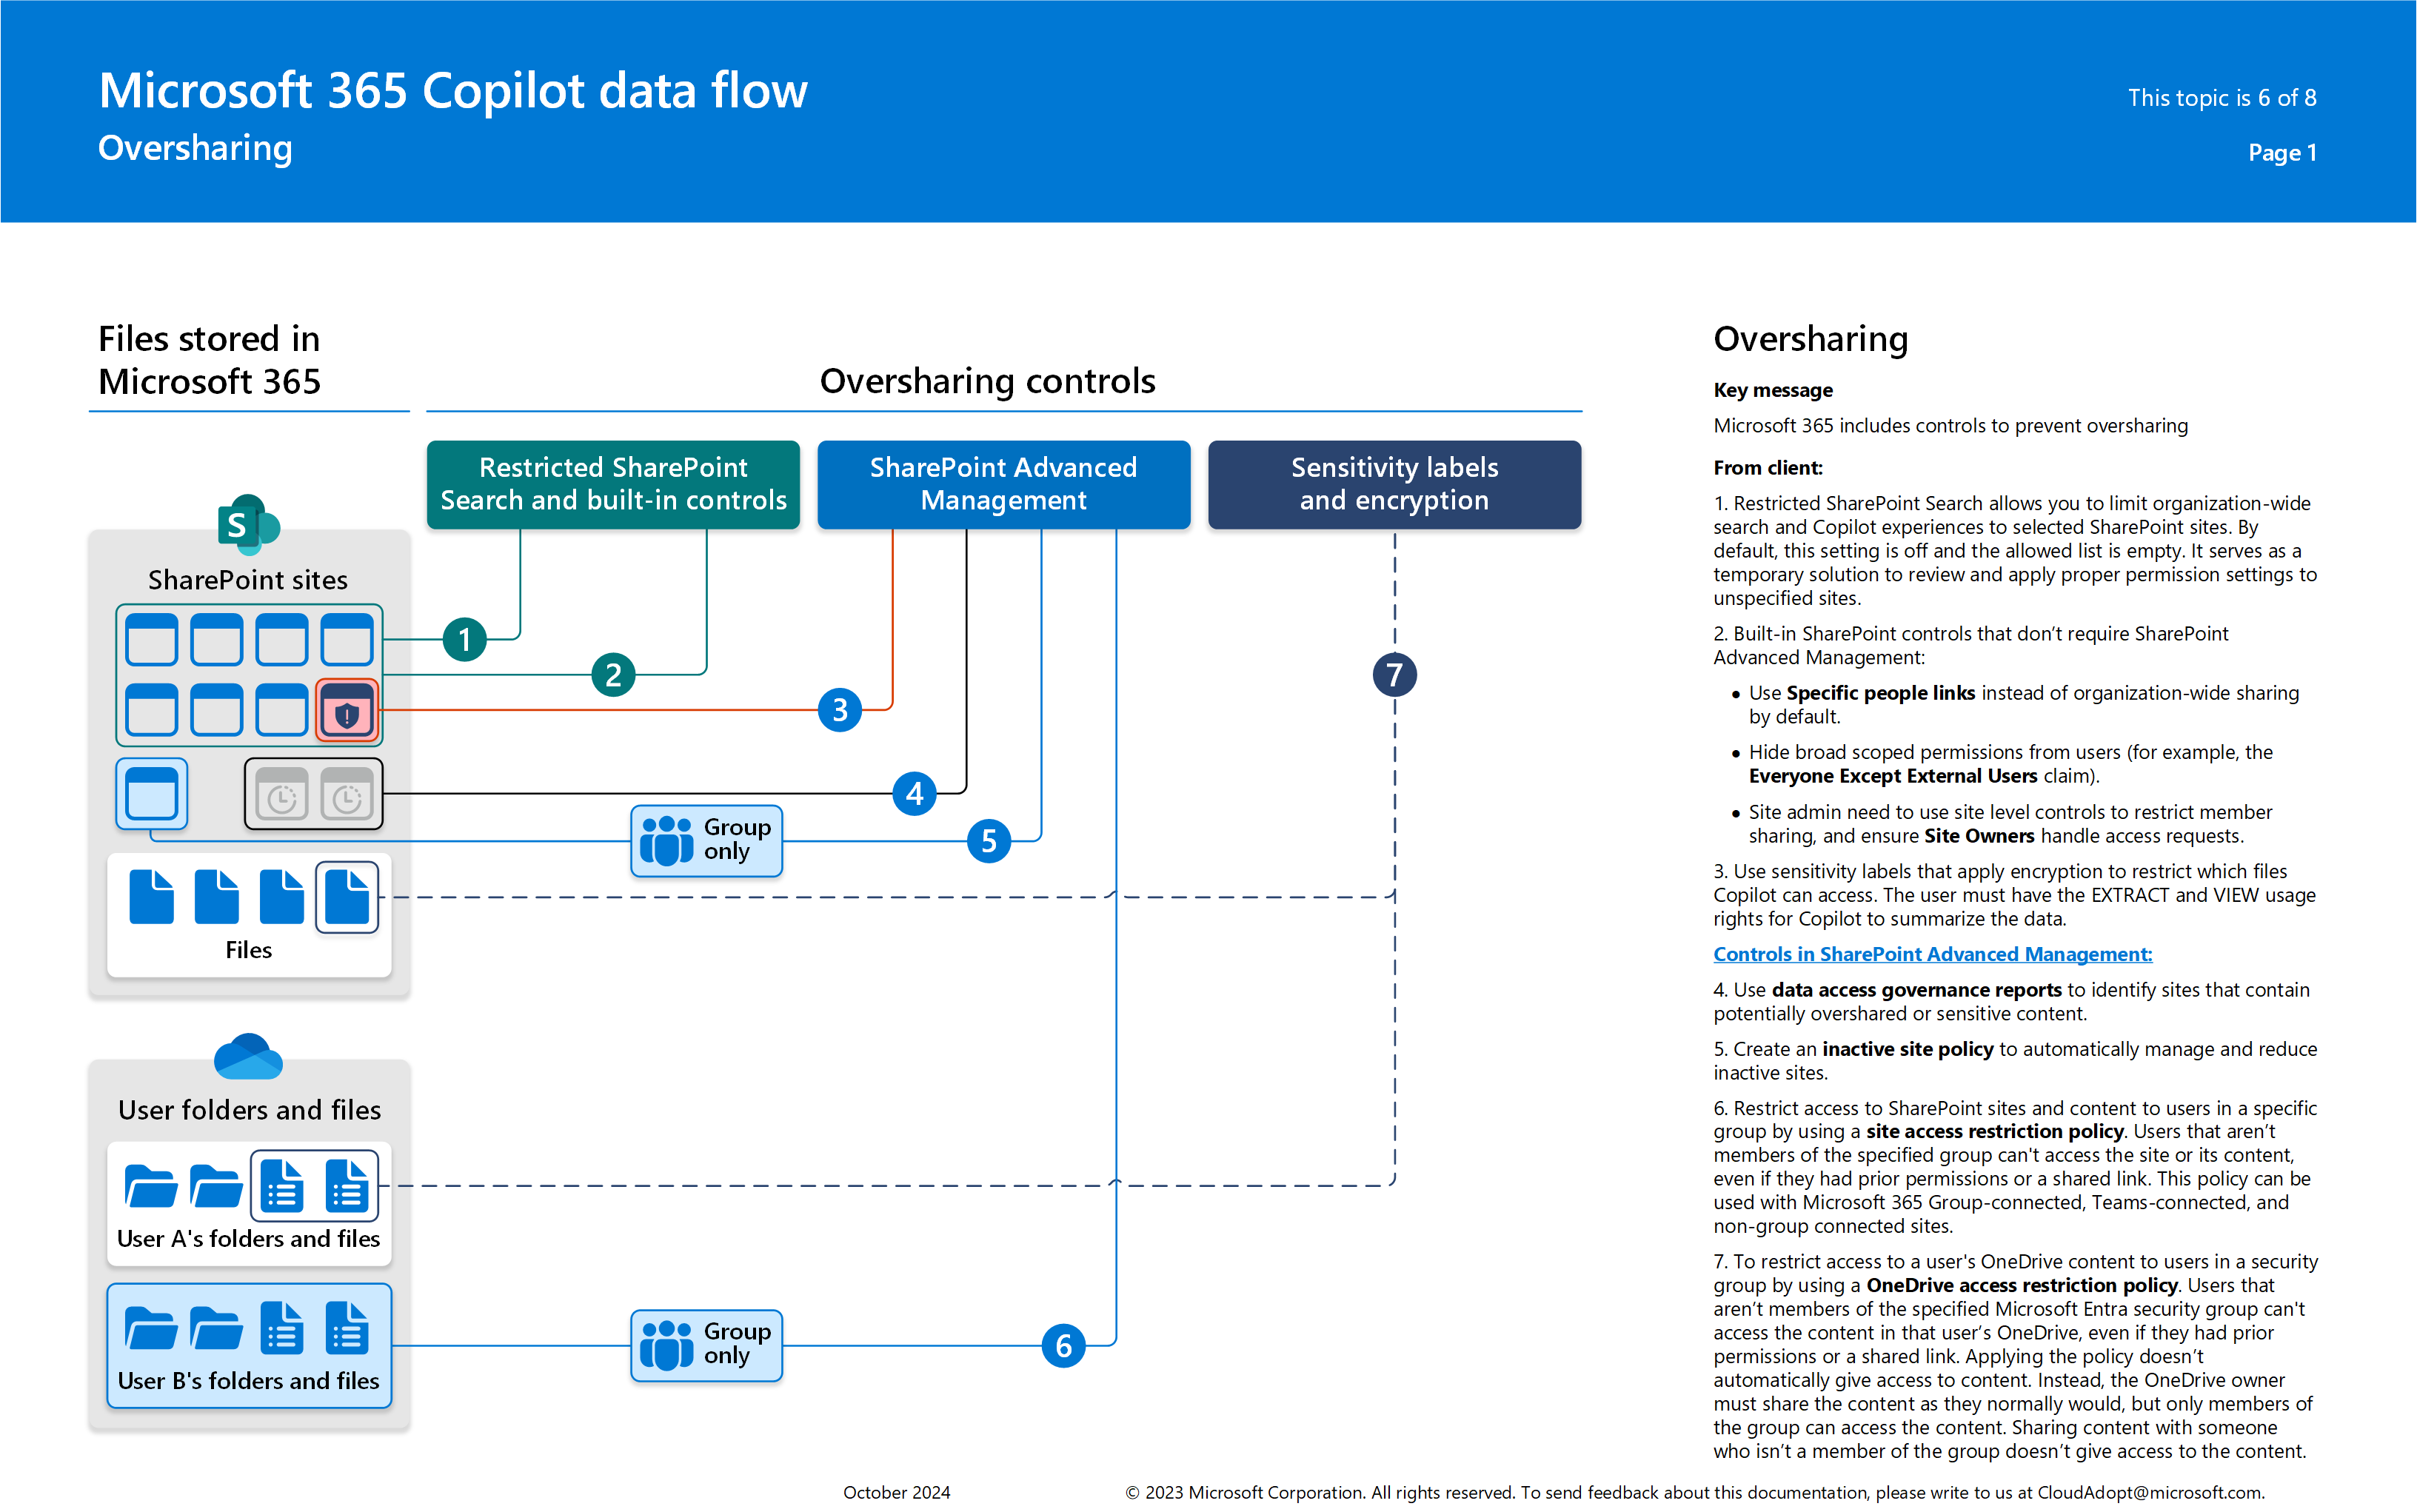 Microsoft 365 Copilot data flow
Oversharing
This topic is 6 of 8
Page 1
Files stored in
Microsoft 365
Oversharing controls
Restricted SharePoint
Search and built-in controls
SharePoint Advanced
Management
Sensitivity labels
and encryption
S
SharePoint sites
1
2
3
7
4
Group
only
5
Files
User folders and files
User A's folders and files
Group
only
6
User B's folders and files
Oversharing
Key message
Microsoft 365 includes controls to prevent oversharing
From client:
1. Restricted SharePoint Search allows you to limit organization-wide
search and Copilot experiences to selected SharePoint sites. By
default, this setting is off and the allowed list is empty. It serves as a
temporary solution to review and apply proper permission settings to
unspecified sites.
2. Built-in SharePoint controls that don’t require SharePoint
Advanced Management:
• Use Specific people links instead of organization-wide sharing
by default.
• Hide broad scoped permissions from users (for example, the
Everyone Except External Users claim).
• Site admin need to use site level controls to restrict member
sharing, and ensure Site Owners handle access requests.
3. Use sensitivity labels that apply encryption to restrict which files
Copilot can access. The user must have the EXTRACT and VIEW usage
rights for Copilot to summarize the data.
Controls in SharePoint Advanced Management:
4. Use data access governance reports to identify sites that contain
potentially overshared or sensitive content.
5. Create an inactive site policy to automatically manage and reduce
inactive sites.
6. Restrict access to SharePoint sites and content to users in a specific
group by using a site access restriction policy. Users that aren’t
members of the specified group can't access the site or its content,
even if they had prior permissions or a shared link. This policy can be
used with Microsoft 365 Group-connected, Teams-connected, and
non-group connected sites.
7. To restrict access to a user's OneDrive content to users in a security
group by using a OneDrive access restriction policy. Users that
aren’t members of the specified Microsoft Entra security group can't
access the content in that user’s OneDrive, even if they had prior
permissions or a shared link. Applying the policy doesn’t
automatically give access to content. Instead, the OneDrive owner
must share the content as they normally would, but only members of
the group can access the content. Sharing content with someone
who isn’t a member of the group doesn’t give access to the content.
October 2024
© 2023 Microsoft Corporation. All rights reserved. To send feedback about this documentation, please write to us at CloudAdopt@microsoft.com.